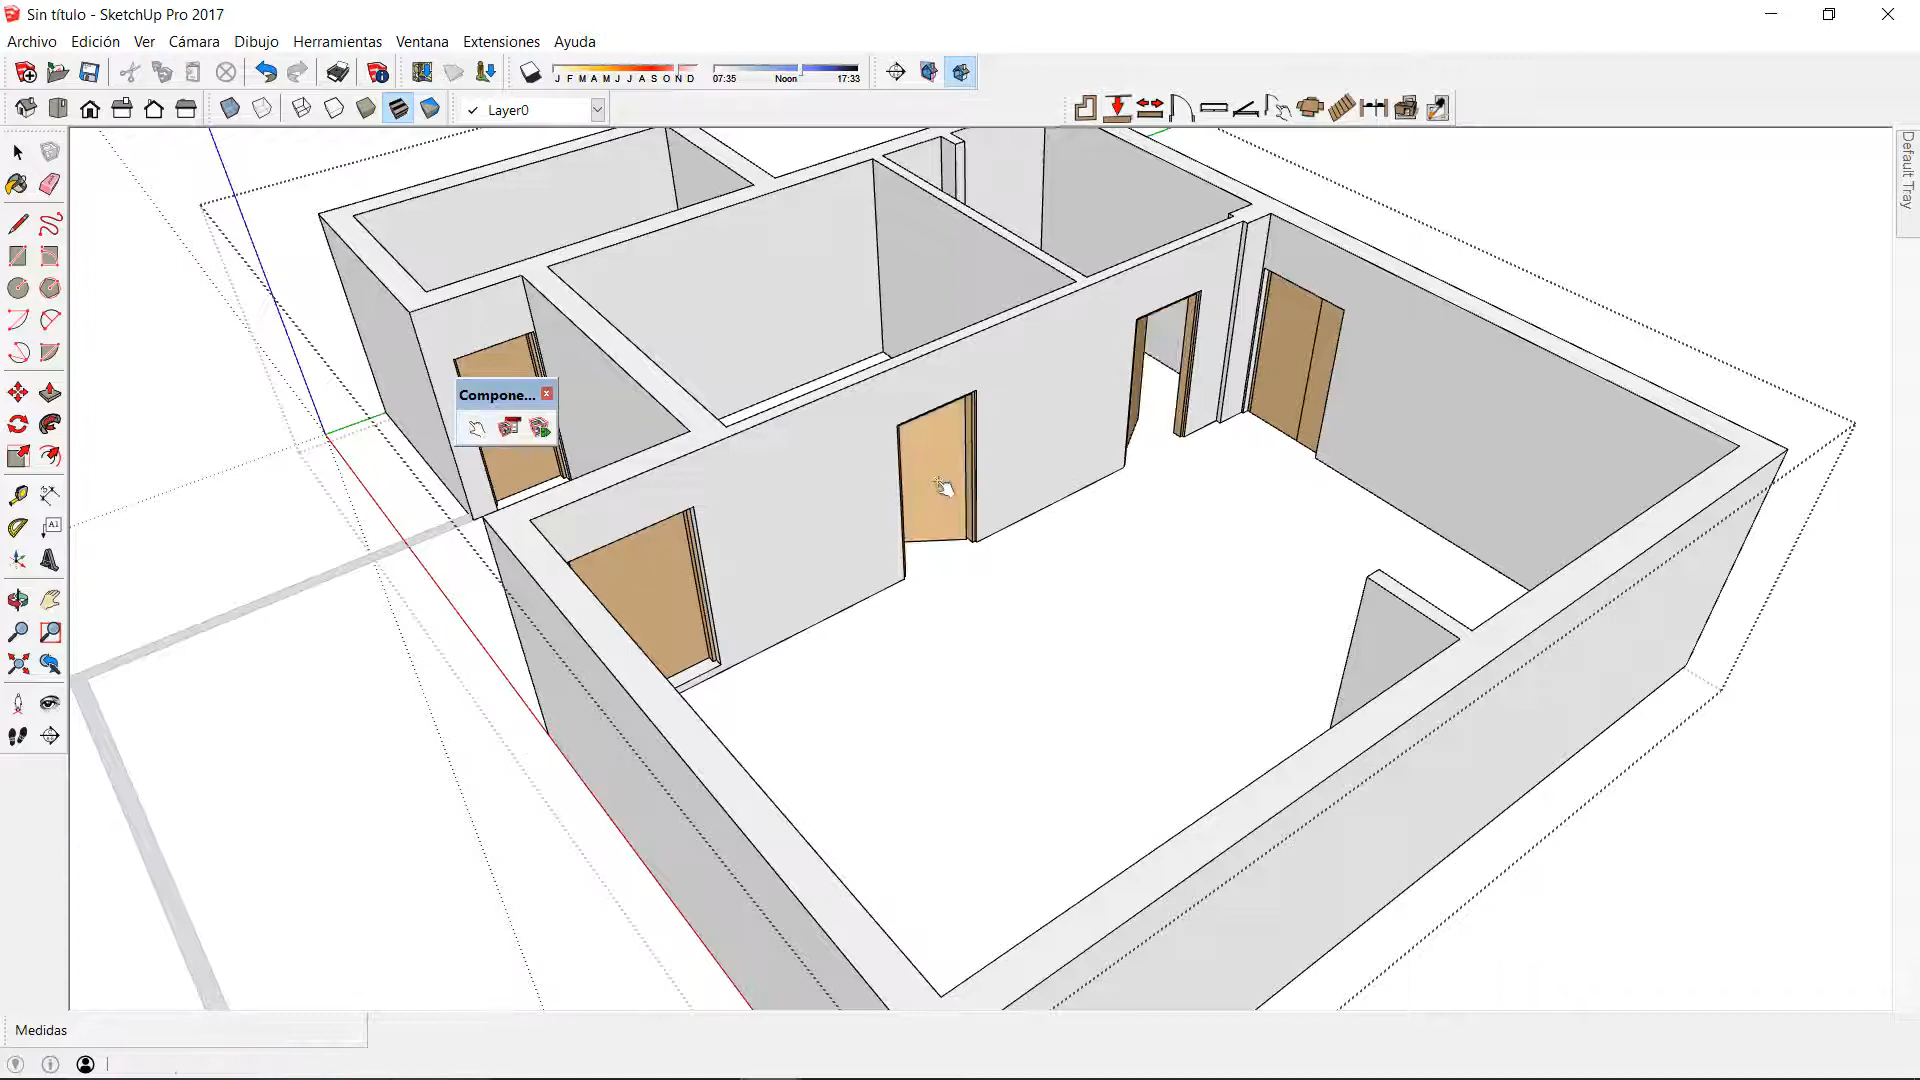 Sin título - SketchUp Pro 2017
Archivo Edición Ver Cámara Dibujo Herramientas Ventana Extensiones Ayuda
J F M A M J J A S O N D 07:35 Noon 17:33
Layer0
Default Tray
Compone...
A1
Medidas